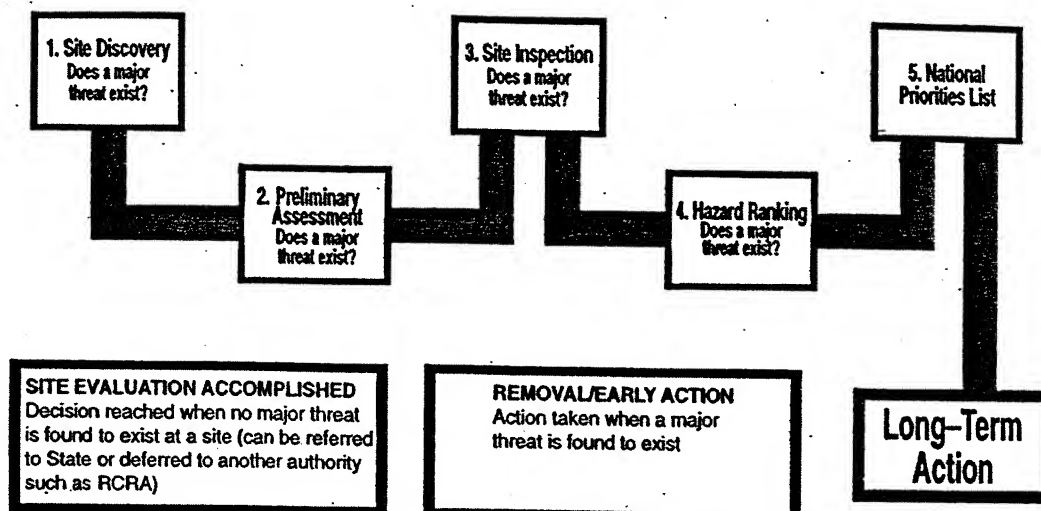 1. Site Discovery
Does a major
threat exist?
2. Preliminary
Assessment
Does a major
threat exist?
3. Site Inspection
Does a major
threat exist?
4. Hazard Ranking
Does a major
threat exist?
5. National
Priorities List
SITE EVALUATION ACCOMPLISHED
Decision reached when no major threat
is found to exist at a site (can be referred
to State or deferred to another authority
such as RCRA)
REMOVAL/EARLY ACTION
Action taken when a major
threat is found to exist
Long–Term
Action